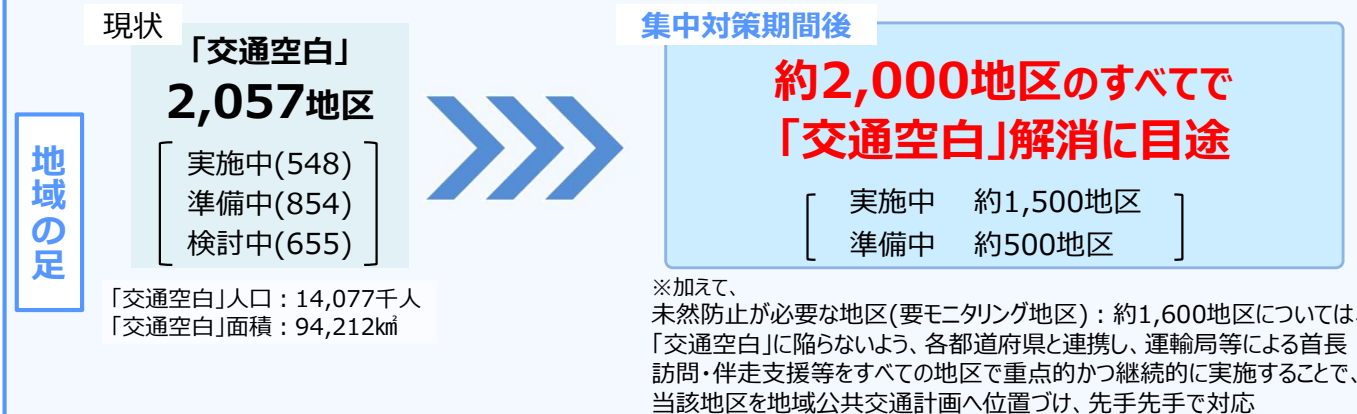 現状
「交通空白」
2,057地区
実施中(548)
準備中(854)
検討中(655)
「交通空白」人口：14,077千人
「交通空白」面積：94,212㎢
地域の足
集中対策期間後
約2,000地区のすべてで
「交通空白」解消に目途
実施中　約1,500地区
準備中　約500地区
※加えて、
未然防止が必要な地区(要モニタリング地区)：約1,600地区については、
「交通空白」に陥らないよう、各都道府県と連携し、運輸局等による首長
訪問・伴走支援等をすべての地区で重点的かつ継続的に実施することで、
当該地区を地域公共交通計画へ位置づけ、先手先手で対応